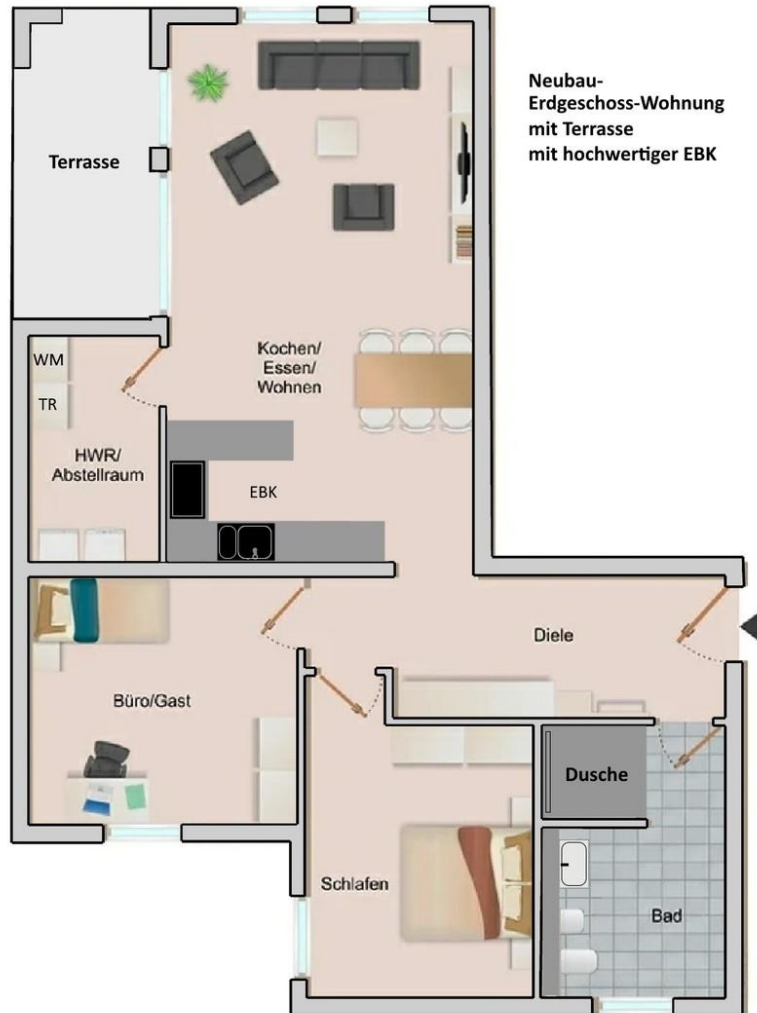 Neubau-
Erdgeschoss-Wohnung
mit Terrasse
mit hochwertiger EBK
Terrasse
WM
TR
HWR/
Abstellraum
Kochen/
Essen/
Wohnen
EBK
Diele
Büro/Gast
Dusche
Schlafen
Bad